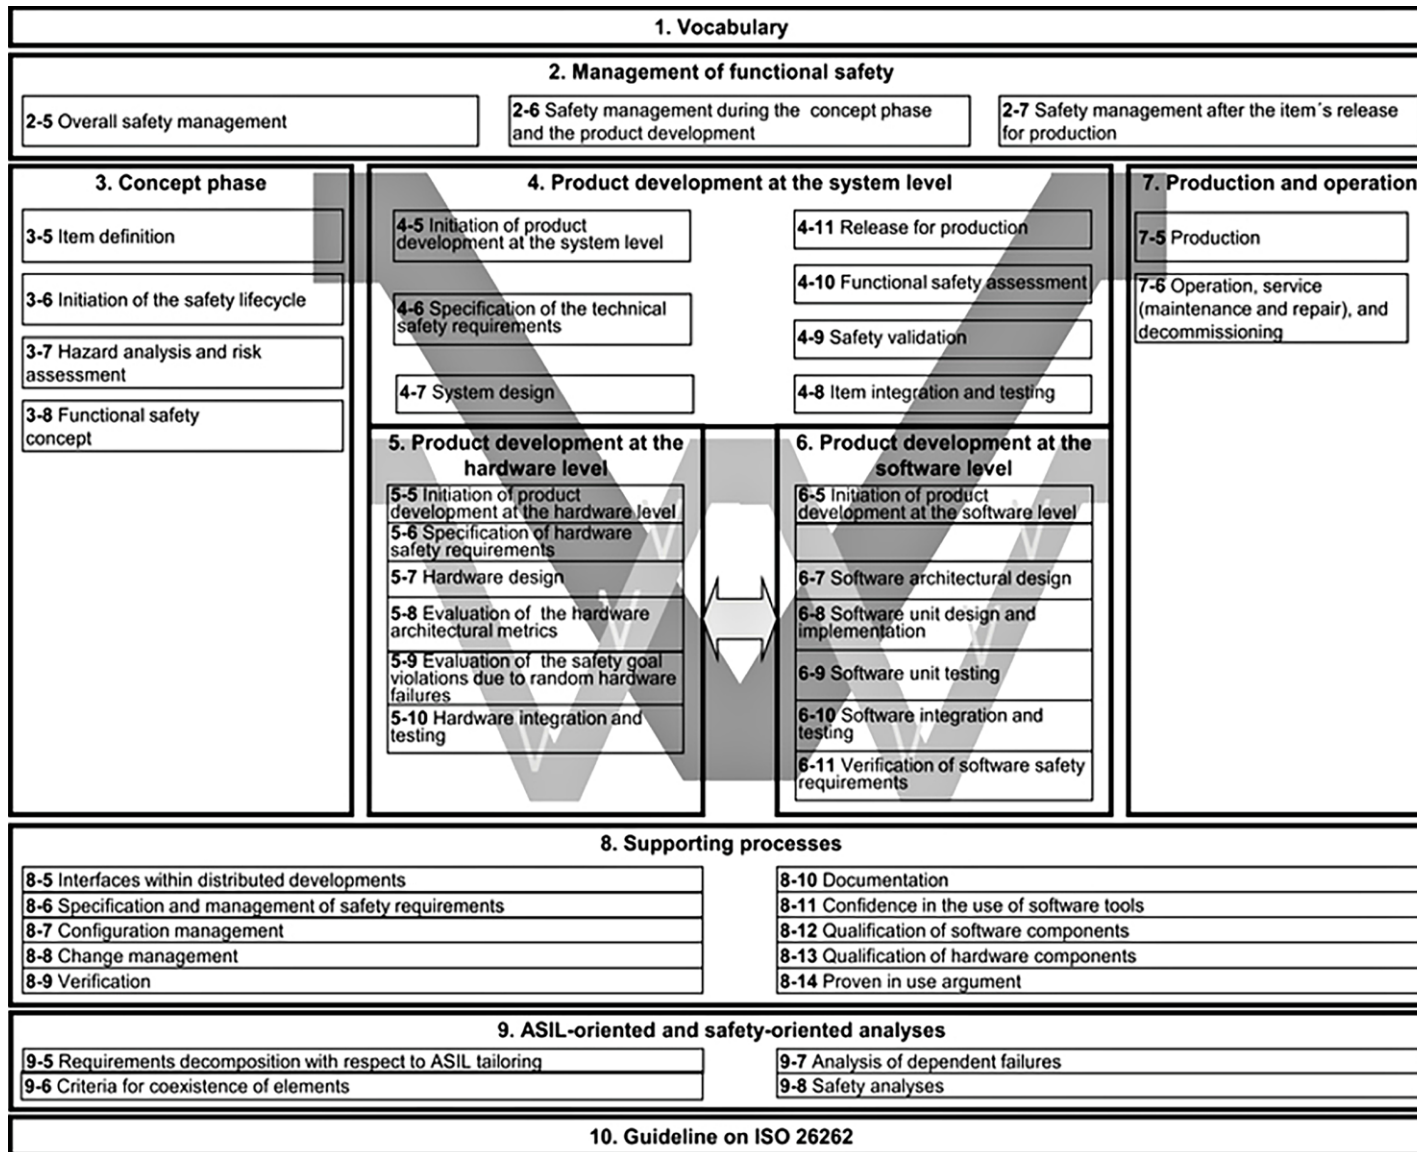 1. Vocabulary
2. Management of functional safety
2-5 Overall safety management
2-6 Safety management during the concept phase
and the product development
2-7 Safety management after the item´s release
for production
3. Concept phase
3-5 Item definition
3-6 Initiation of the safety lifecycle
3-7 Hazard analysis and risk
assessment
3-8 Functional safety
concept
4. Product development at the system level
4-5 Initiation of product
development at the system level
4-6 Specification of the technical
safety requirements
4-7 System design
4-11 Release for production
4-10 Functional safety assessment
4-9 Safety validation
4-8 Item integration and testing
5. Product development at the
hardware level
5-5 Initiation of product
development at the hardware level
5-6 Specification of hardware
safety requirements
5-7 Hardware design
5-8 Evaluation of the hardware
architectural metrics
5-9 Evaluation of the safety goal
violations due to random hardware
failures
5-10 Hardware integration and
testing
6. Product development at the
software level
6-5 Initiation of product
development at the software level
6-7 Software architectural design
6-8 Software unit design and
implementation
6-9 Software unit testing
6-10 Software integration and
testing
6-11 Verification of software safety
requirements
7. Production and operation
7-5 Production
7-6 Operation, service
(maintenance and repair), and
decommissioning
8. Supporting processes
8-5 Interfaces within distributed developments
8-6 Specification and management of safety requirements
8-7 Configuration management
8-8 Change management
8-9 Verification
8-10 Documentation
8-11 Confidence in the use of software tools
8-12 Qualification of software components
8-13 Qualification of hardware components
8-14 Proven in use argument
9. ASIL-oriented and safety-oriented analyses
9-5 Requirements decomposition with respect to ASIL tailoring
9-6 Criteria for coexistence of elements
9-7 Analysis of dependent failures
9-8 Safety analyses
10. Guideline on ISO 26262